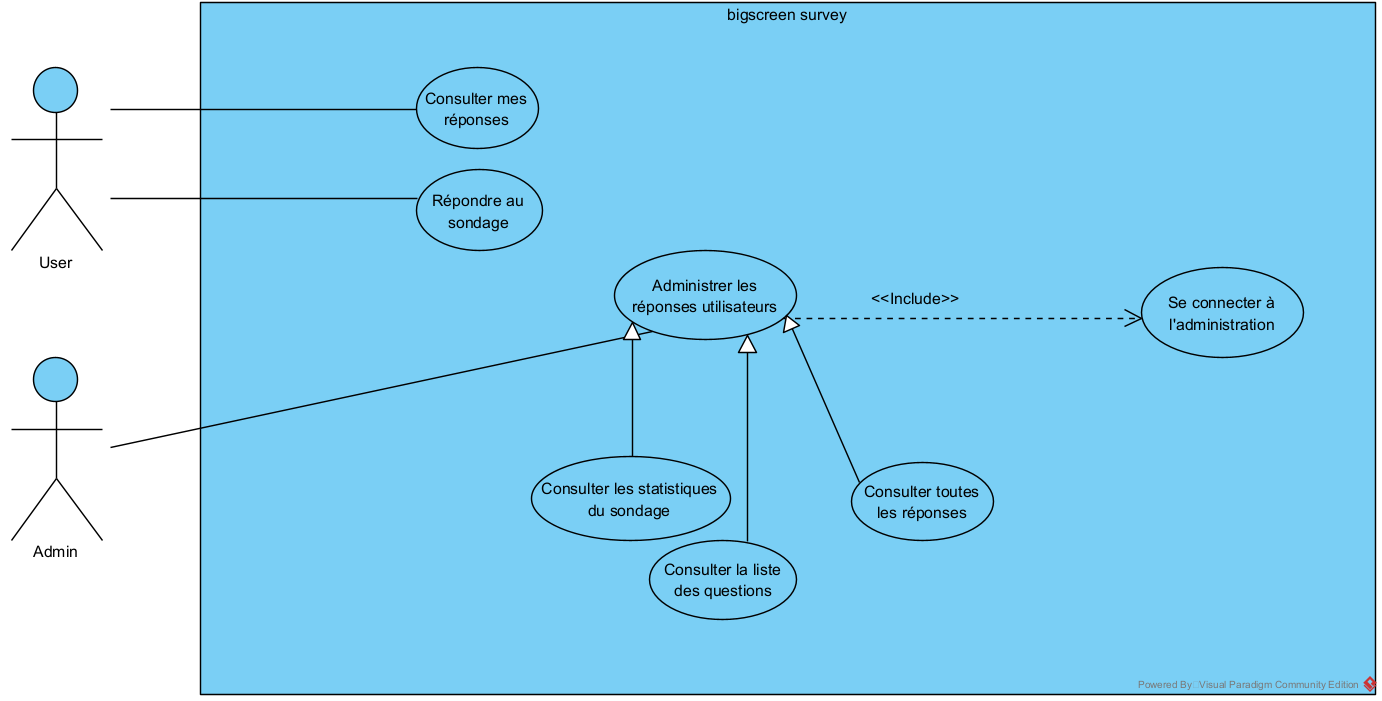 bigscreen survey
Consulter mes
réponses
Répondre au
sondage
User
Administrer les
réponses utilisateurs
<<Include>>
Se connecter à
l'administration
Consulter les statistiques
du sondage
Consulter toutes
les réponses
Admin
Consulter la liste
des questions
Powered By Visual Paradigm Community Edition